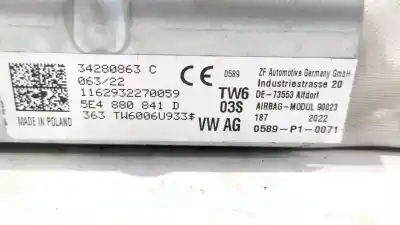 34280863 C
063/22
1162932270059
5E4 880 841 D
363 TW6006U933$
MADE IN POLAND
CE 0589
TW6
03S
VW AG
ZF Automotive Germany GmbH
Industriestrasse 20
DE-73553 Alfdorf
AIRBAG-MODUL 90023
187 2022
0589-P1-0071